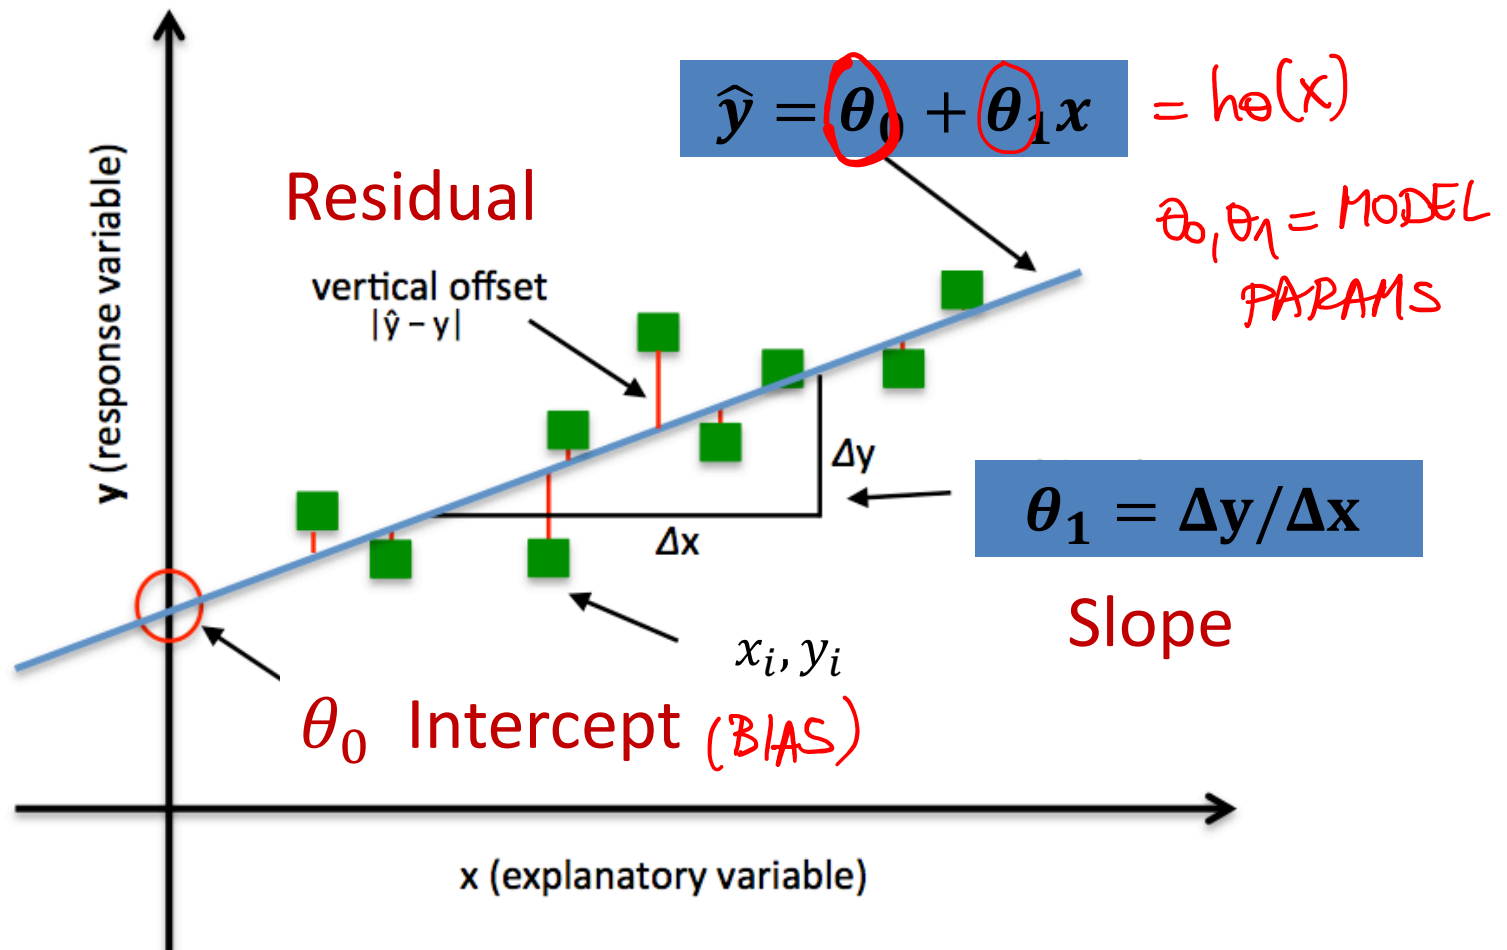 ŷ = θ₀ + θ₁x = hθ(x)
θ₀, θ₁ = MODEL
PARAMS
Residual
vertical offset
|ŷ − y|
y (response variable)
Δy
Δx
θ₁ = Δy/Δx
Slope
xᵢ, yᵢ
θ₀ Intercept (BIAS)
x (explanatory variable)